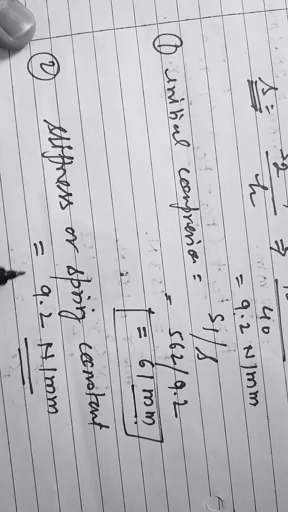 S =
h
40
= 9.2 N/mm
① initial compression = S1/S
= 562/9.2
= 61 mm
② stiffness or spring constant
= 9.2 N/mm